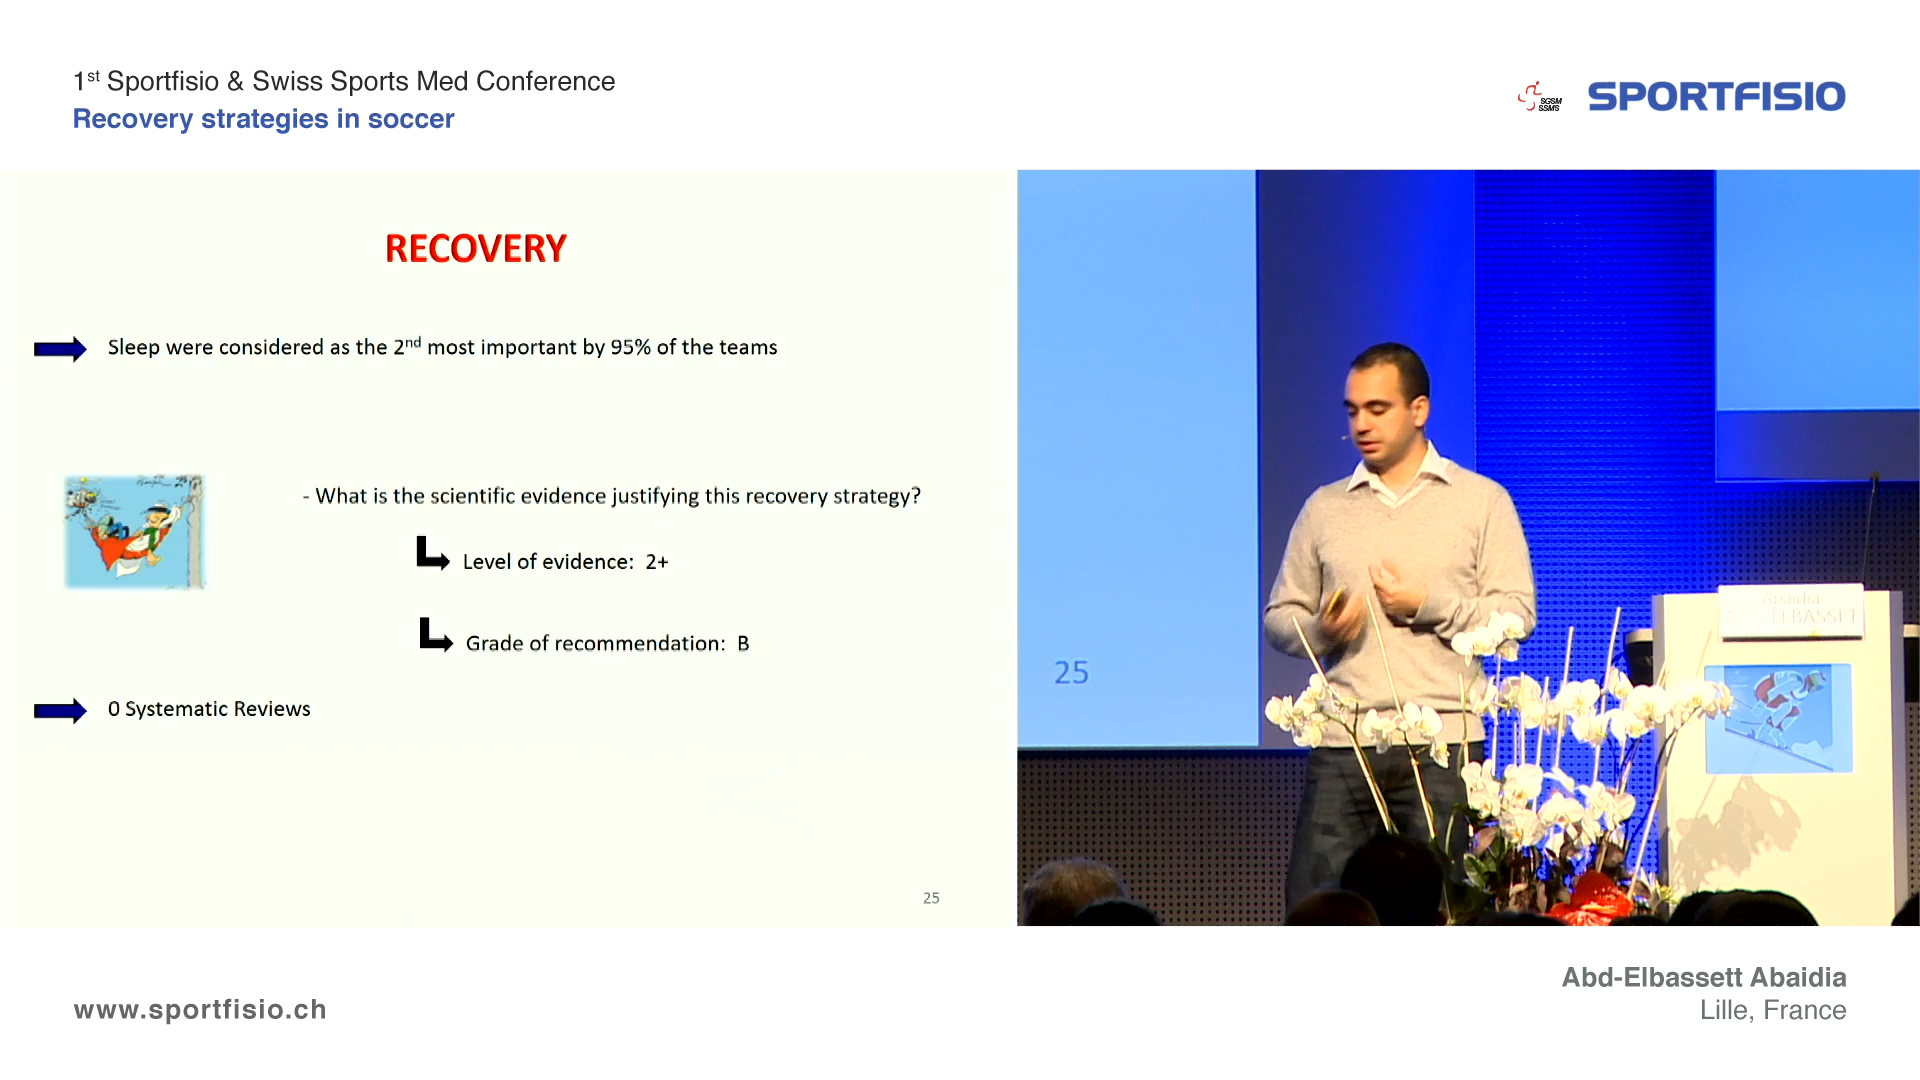 1st Sportfisio & Swiss Sports Med Conference
Recovery strategies in soccer
SGSM
SSMS
SPORTFISIO
RECOVERY
Sleep were considered as the 2nd most important by 95% of the teams
- What is the scientific evidence justifying this recovery strategy?
Level of evidence: 2+
Grade of recommendation: B
0 Systematic Reviews
25
25
Abd-Elbassett Abaidia
Lille, France
www.sportfisio.ch